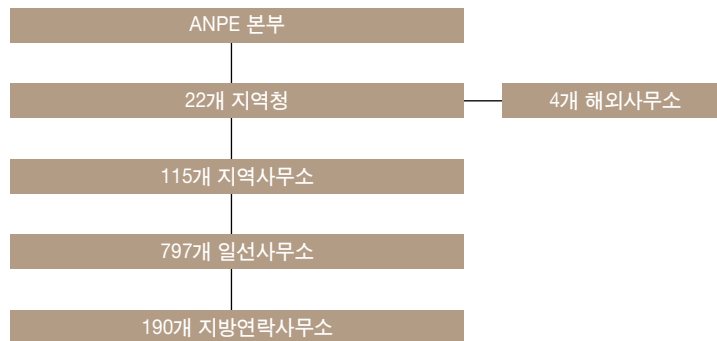 ANPE 본부
22개 지역청
4개 해외사무소
115개 지역사무소
797개 일선사무소
190개 지방연락사무소